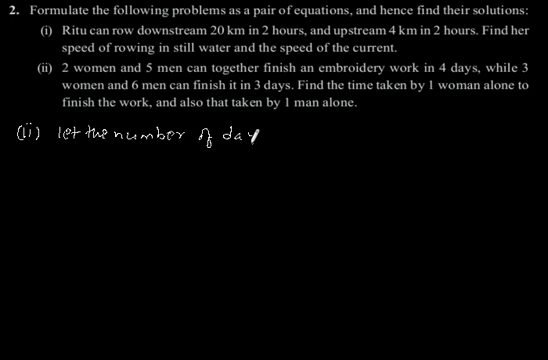 2. Formulate the following problems as a pair of equations, and hence find their solutions:
(i) Ritu can row downstream 20 km in 2 hours, and upstream 4 km in 2 hours. Find her
speed of rowing in still water and the speed of the current.
(ii) 2 women and 5 men can together finish an embroidery work in 4 days, while 3
women and 6 men can finish it in 3 days. Find the time taken by 1 woman alone to
finish the work, and also that taken by 1 man alone.
(ii) let the number of day